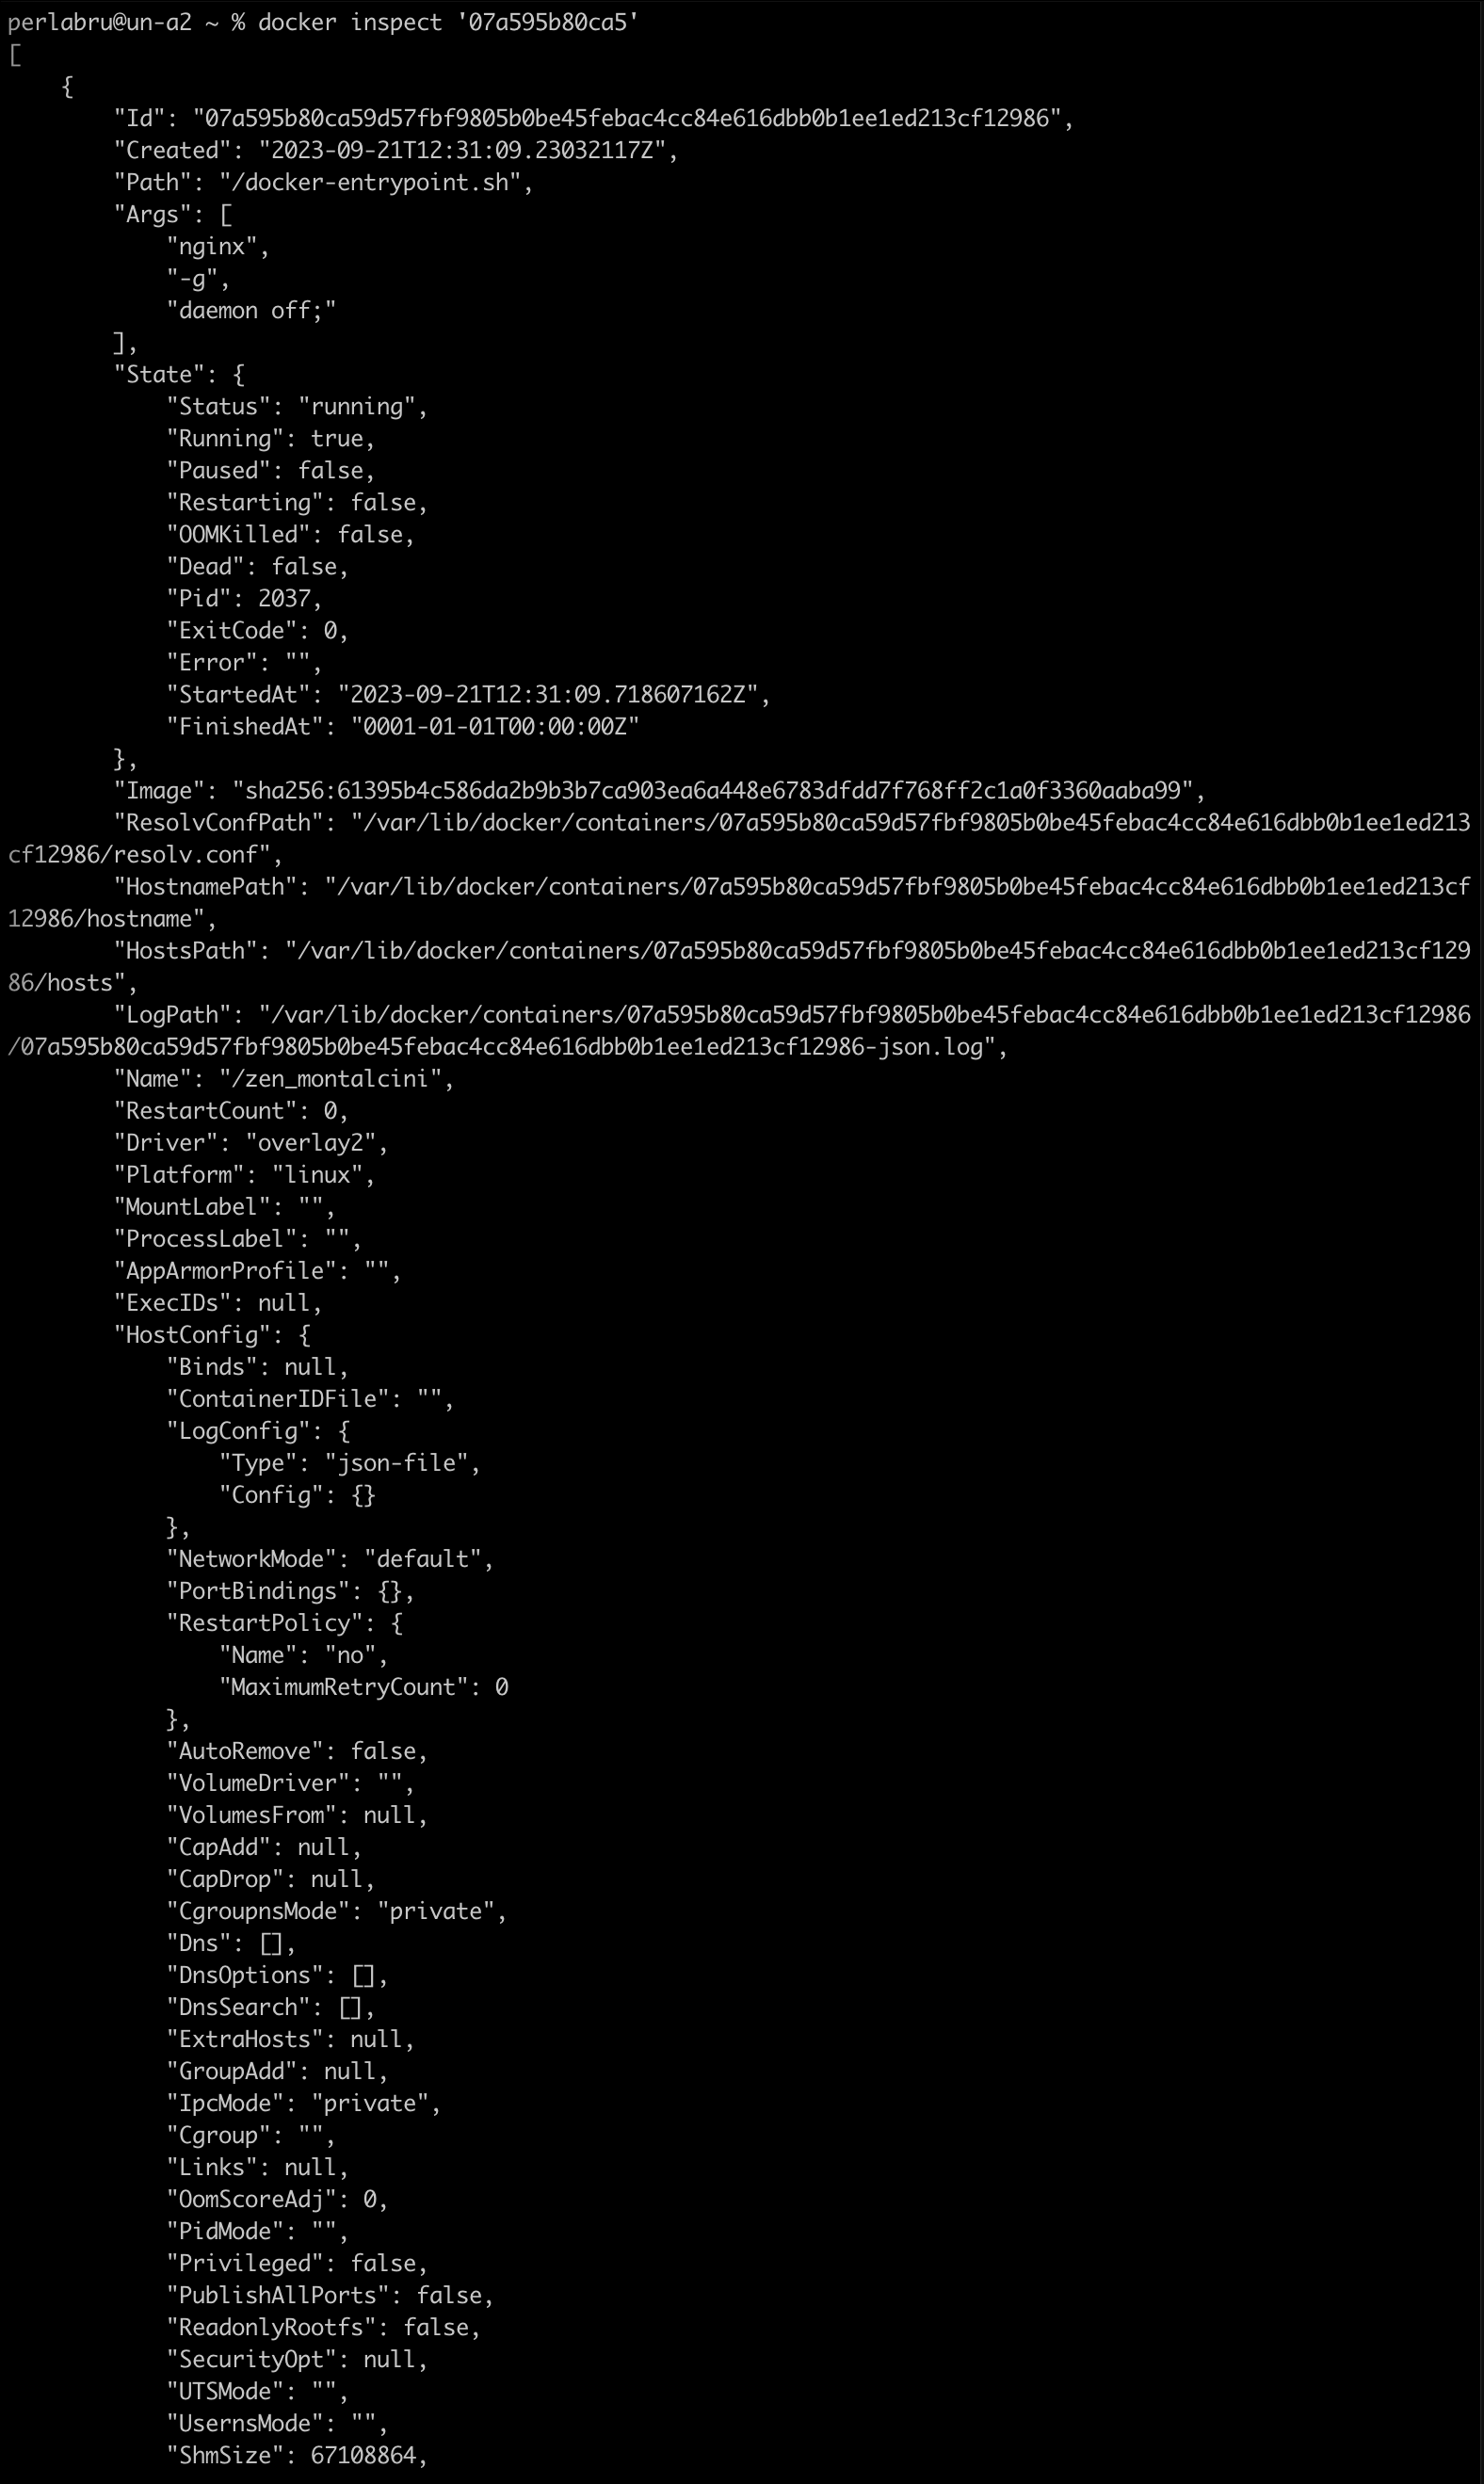 perlabru@un-a2 ~ % docker inspect '07a595b80ca5'
[
    {
        "Id": "07a595b80ca59d57fbf9805b0be45febac4cc84e616dbb0b1ee1ed213cf12986",
        "Created": "2023-09-21T12:31:09.23032117Z",
        "Path": "/docker-entrypoint.sh",
        "Args": [
            "nginx",
            "-g",
            "daemon off;"
        ],
        "State": {
            "Status": "running",
            "Running": true,
            "Paused": false,
            "Restarting": false,
            "OOMKilled": false,
            "Dead": false,
            "Pid": 2037,
            "ExitCode": 0,
            "Error": "",
            "StartedAt": "2023-09-21T12:31:09.718607162Z",
            "FinishedAt": "0001-01-01T00:00:00Z"
        },
        "Image": "sha256:61395b4c586da2b9b3b7ca903ea6a448e6783dfdd7f768ff2c1a0f3360aaba99",
        "ResolvConfPath": "/var/lib/docker/containers/07a595b80ca59d57fbf9805b0be45febac4cc84e616dbb0b1ee1ed213
cf12986/resolv.conf",
        "HostnamePath": "/var/lib/docker/containers/07a595b80ca59d57fbf9805b0be45febac4cc84e616dbb0b1ee1ed213cf
12986/hostname",
        "HostsPath": "/var/lib/docker/containers/07a595b80ca59d57fbf9805b0be45febac4cc84e616dbb0b1ee1ed213cf129
86/hosts",
        "LogPath": "/var/lib/docker/containers/07a595b80ca59d57fbf9805b0be45febac4cc84e616dbb0b1ee1ed213cf12986
/07a595b80ca59d57fbf9805b0be45febac4cc84e616dbb0b1ee1ed213cf12986-json.log",
        "Name": "/zen_montalcini",
        "RestartCount": 0,
        "Driver": "overlay2",
        "Platform": "linux",
        "MountLabel": "",
        "ProcessLabel": "",
        "AppArmorProfile": "",
        "ExecIDs": null,
        "HostConfig": {
            "Binds": null,
            "ContainerIDFile": "",
            "LogConfig": {
                "Type": "json-file",
                "Config": {}
            },
            "NetworkMode": "default",
            "PortBindings": {},
            "RestartPolicy": {
                "Name": "no",
                "MaximumRetryCount": 0
            },
            "AutoRemove": false,
            "VolumeDriver": "",
            "VolumesFrom": null,
            "CapAdd": null,
            "CapDrop": null,
            "CgroupnsMode": "private",
            "Dns": [],
            "DnsOptions": [],
            "DnsSearch": [],
            "ExtraHosts": null,
            "GroupAdd": null,
            "IpcMode": "private",
            "Cgroup": "",
            "Links": null,
            "OomScoreAdj": 0,
            "PidMode": "",
            "Privileged": false,
            "PublishAllPorts": false,
            "ReadonlyRootfs": false,
            "SecurityOpt": null,
            "UTSMode": "",
            "UsernsMode": "",
            "ShmSize": 67108864,